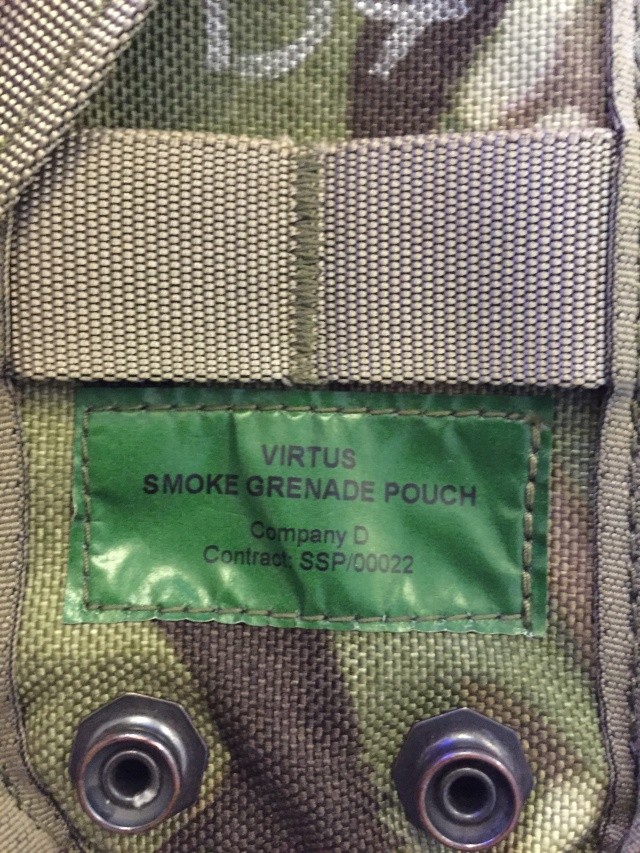 VIRTUS
SMOKE GRENADE POUCH
Company D
Contract: SSP/00022